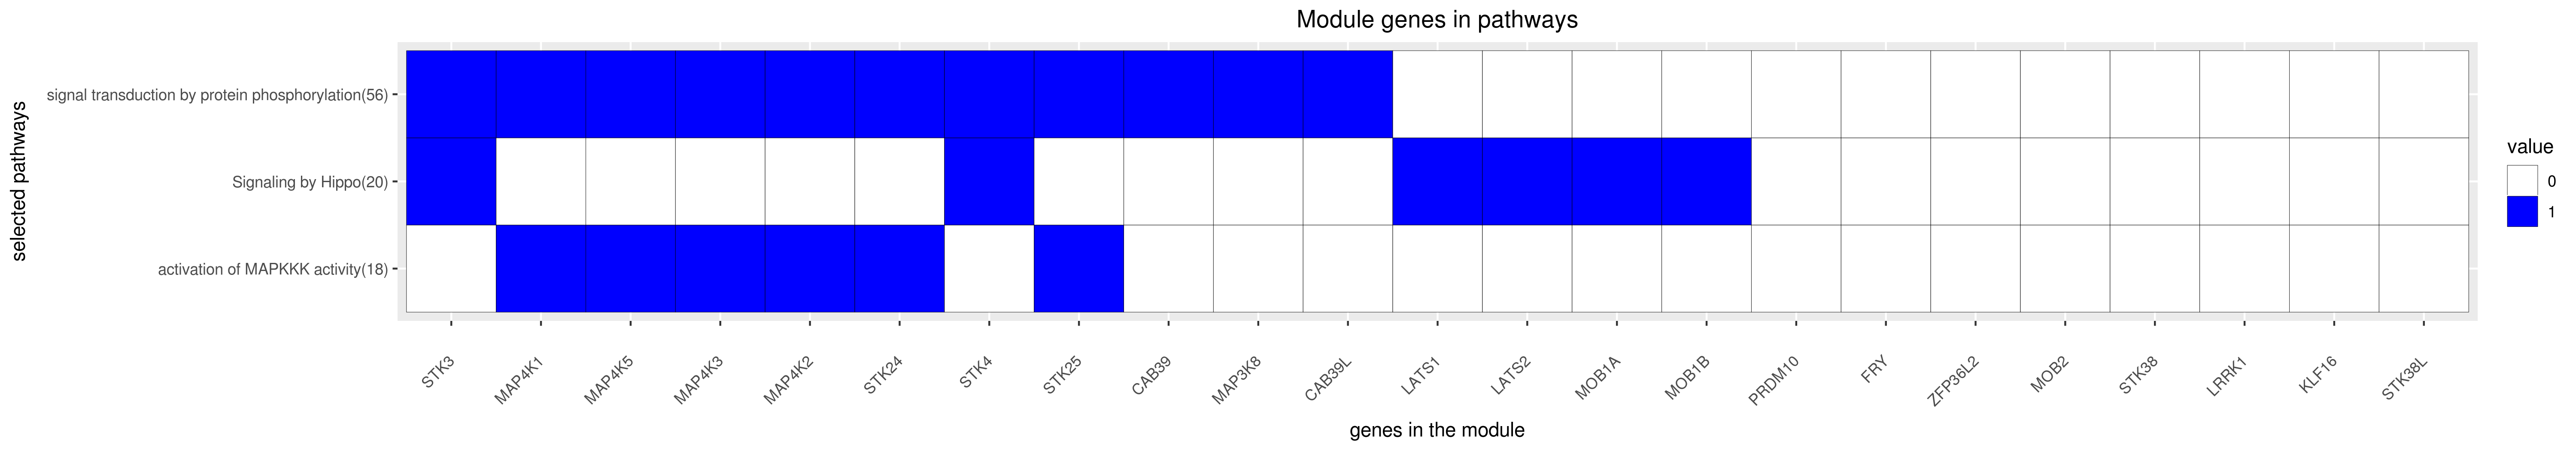 Module genes in pathways
selected pathways
signal transduction by protein phosphorylation(56)
Signaling by Hippo(20)
activation of MAPKKK activity(18)
value
0
1
STK3
MAP4K1
MAP4K5
MAP4K3
MAP4K2
STK24
STK4
STK25
CAB39
MAP3K8
CAB39L
LATS1
LATS2
MOB1A
MOB1B
PRDM10
FRY
ZFP36L2
MOB2
STK38
LRRK1
KLF16
STK38L
genes in the module